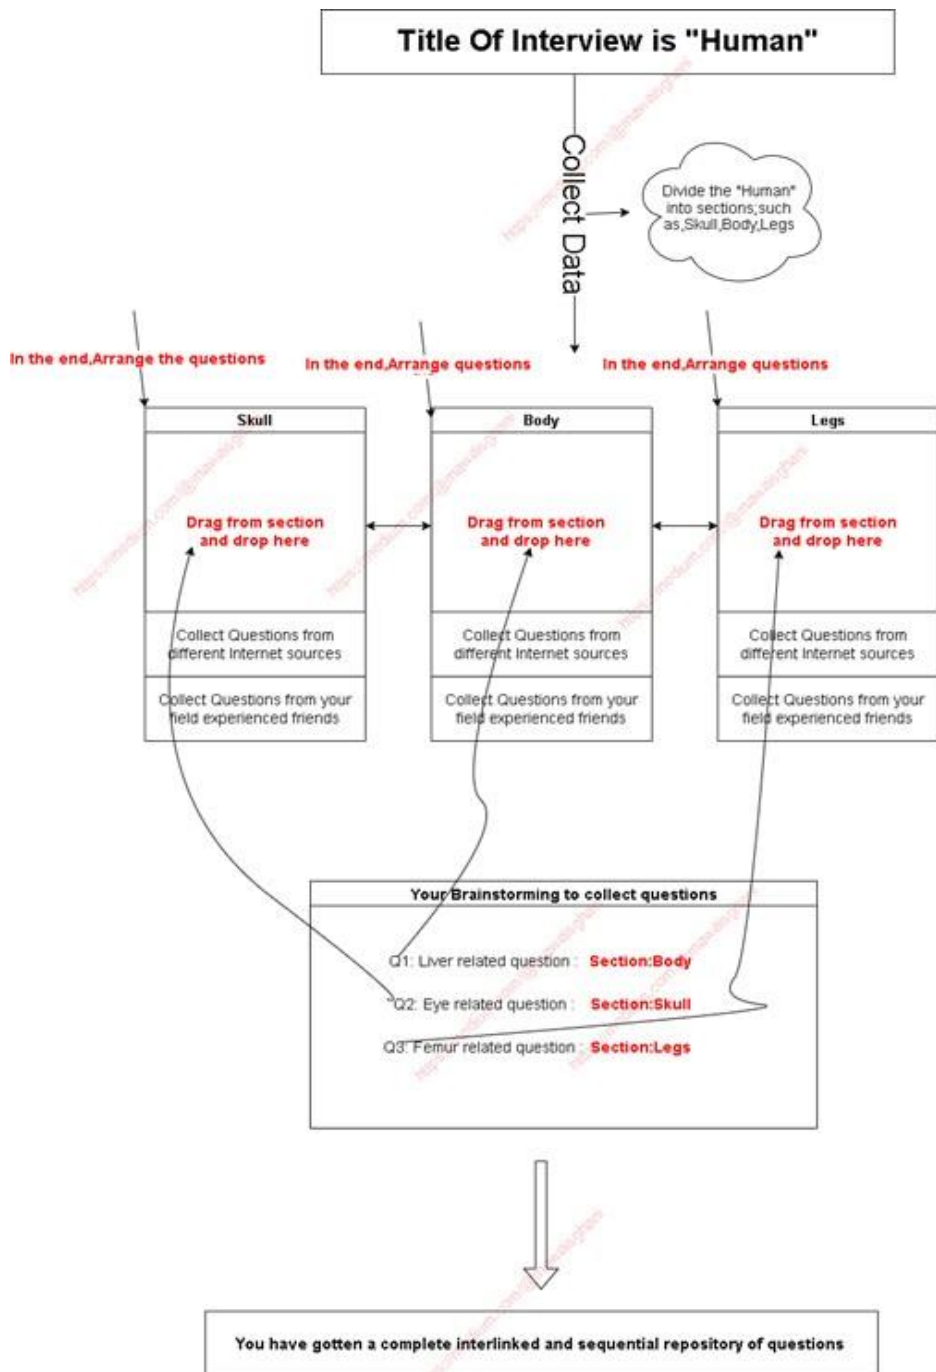 Title Of Interview is "Human"
Collect Data
Divide the "Human"
into sections;such
as,Skull,Body,Legs
In the end,Arrange the questions
In the end,Arrange questions
In the end,Arrange questions
Skull
Drag from section
and drop here
Collect Questions from
different Internet sources
Collect Questions from your
field experienced friends
Body
Drag from section
and drop here
Collect Questions from
different Internet sources
Collect Questions from your
field experienced friends
Legs
Drag from section
and drop here
Collect Questions from
different Internet sources
Collect Questions from your
field experienced friends
Your Brainstorming to collect questions
Q1: Liver related question : Section:Body
"Q2: Eye related question : Section:Skull
Q3: Femur related question : Section:Legs
You have gotten a complete interlinked and sequential repository of questions